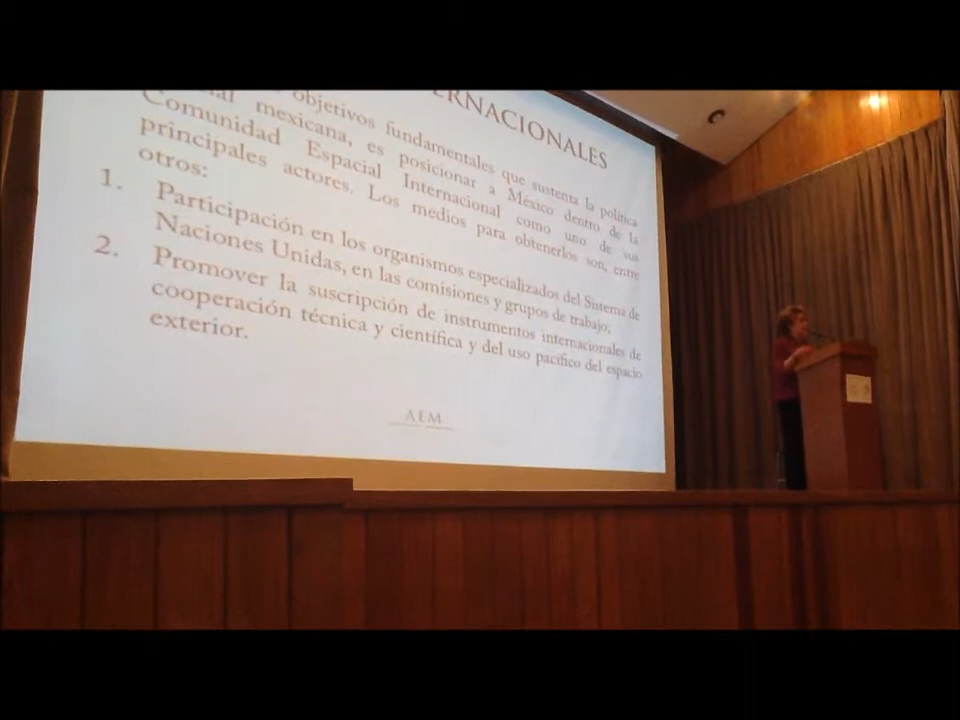 ERNACIONALES
objetivos fundamentales que sustenta la política
al mexicana, es posicionar a México dentro de la
Comunidad Espacial Internacional como uno de sus
principales actores. Los medios para obtenerlos son, entre
otros:
1. Participación en los organismos especializados del Sistema de
Naciones Unidas, en las comisiones y grupos de trabajo;
2. Promover la suscripción de instrumentos internacionales de
cooperación técnica y científica y del uso pacífico del espacio
exterior.
AEM